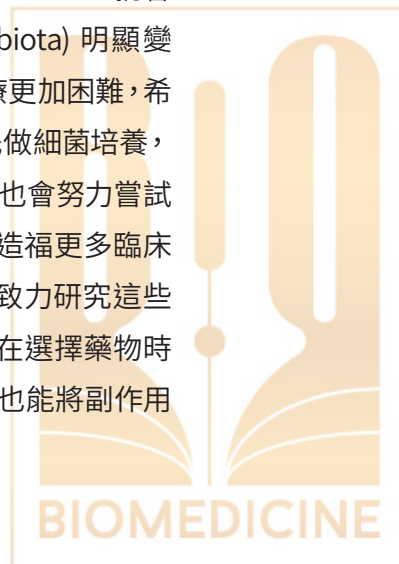 biota) 明顯變
療更加困難，希
做細菌培養，
也會努力嘗試
造福更多臨床
致力研究這些
在選擇藥物時
也能將副作用
BIOMEDICINE